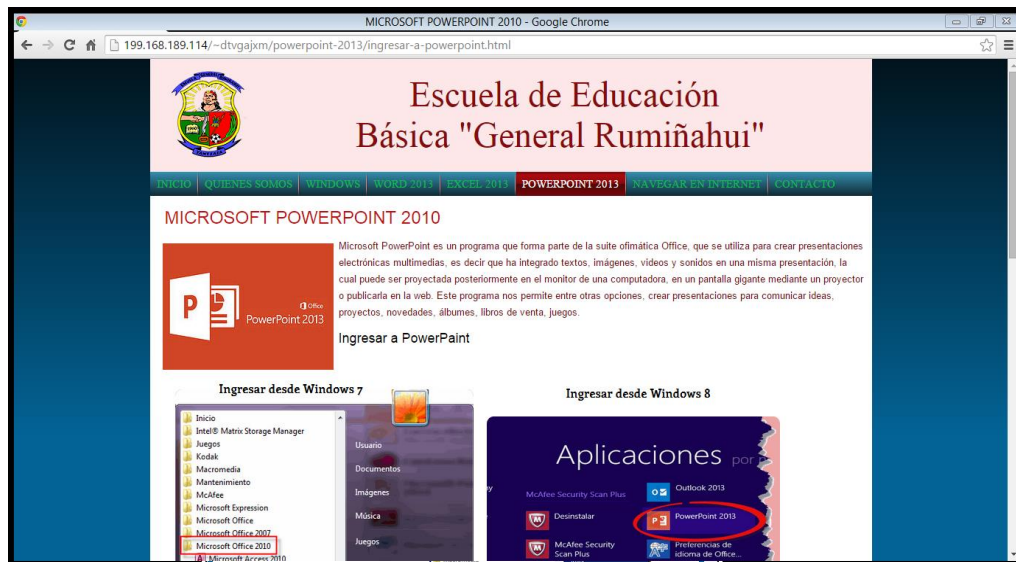 MICROSOFT POWERPOINT 2010 - Google Chrome
199.168.189.114/~dtvgajxm/powerpoint-2013/ingresar-a-powerpoint.html
Escuela de Educación
Básica "General Rumiñahui"
INICIO QUIENES SOMOS WINDOWS WORD 2013 EXCEL 2013 POWERPOINT 2013 NAVEGAR EN INTERNET CONTACTO
MICROSOFT POWERPOINT 2010
Microsoft PowerPoint es un programa que forma parte de la suite ofimática Office, que se utiliza para crear presentaciones
electrónicas multimedias, es decir que ha integrado textos, imágenes, vídeos y sonidos en una misma presentación, la
cual puede ser proyectada posteriormente en el monitor de una computadora, en un pantalla gigante mediante un proyector
o publicarla en la web. Este programa nos permite entre otras opciones, crear presentaciones para comunicar ideas,
proyectos, novedades, álbumes, libros de venta, juegos.
P
Office
PowerPoint 2013
Ingresar a PowerPaint
Ingresar desde Windows 7
Inicio
Intel® Matrix Storage Manager
Juegos
Kodak
Macromedia
Mantenimiento
McAfee
Microsoft Expression
Microsoft Office
Microsoft Office 2007
Microsoft Office 2010
Microsoft Access 2010
Usuario
Documentos
Imágenes
Música
Juegos
Ingresar desde Windows 8
Aplicaciones por
McAfee Security Scan Plus
Desinstalar
McAfee Security
Scan Plus
Outlook 2013
PowerPoint 2013
Preferencias de
idioma de Office...